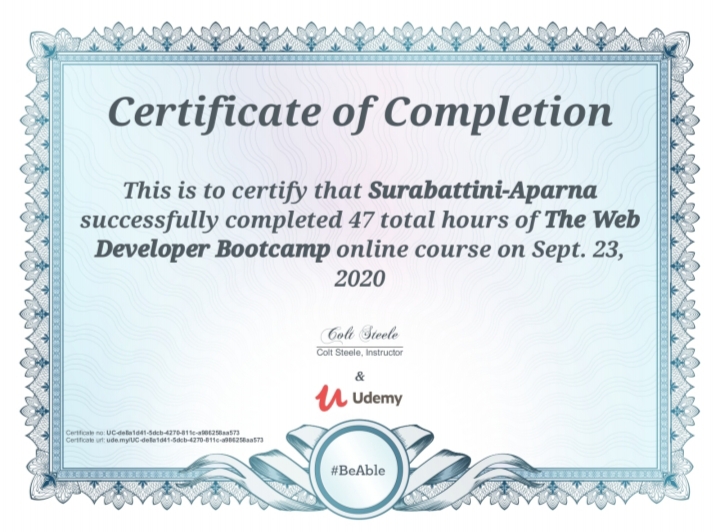 Certificate of Completion
This is to certify that Surabattini-Aparna
successfully completed 47 total hours of The Web
Developer Bootcamp online course on Sept. 23,
2020
Colt Steele
Colt Steele, Instructor
&
Udemy
Certificate no: UC-de8a1d41-5dcb-4270-811c-a986258aa573
Certificate url: ude.my/UC-de8a1d41-5dcb-4270-811c-a986258aa573
#BeAble